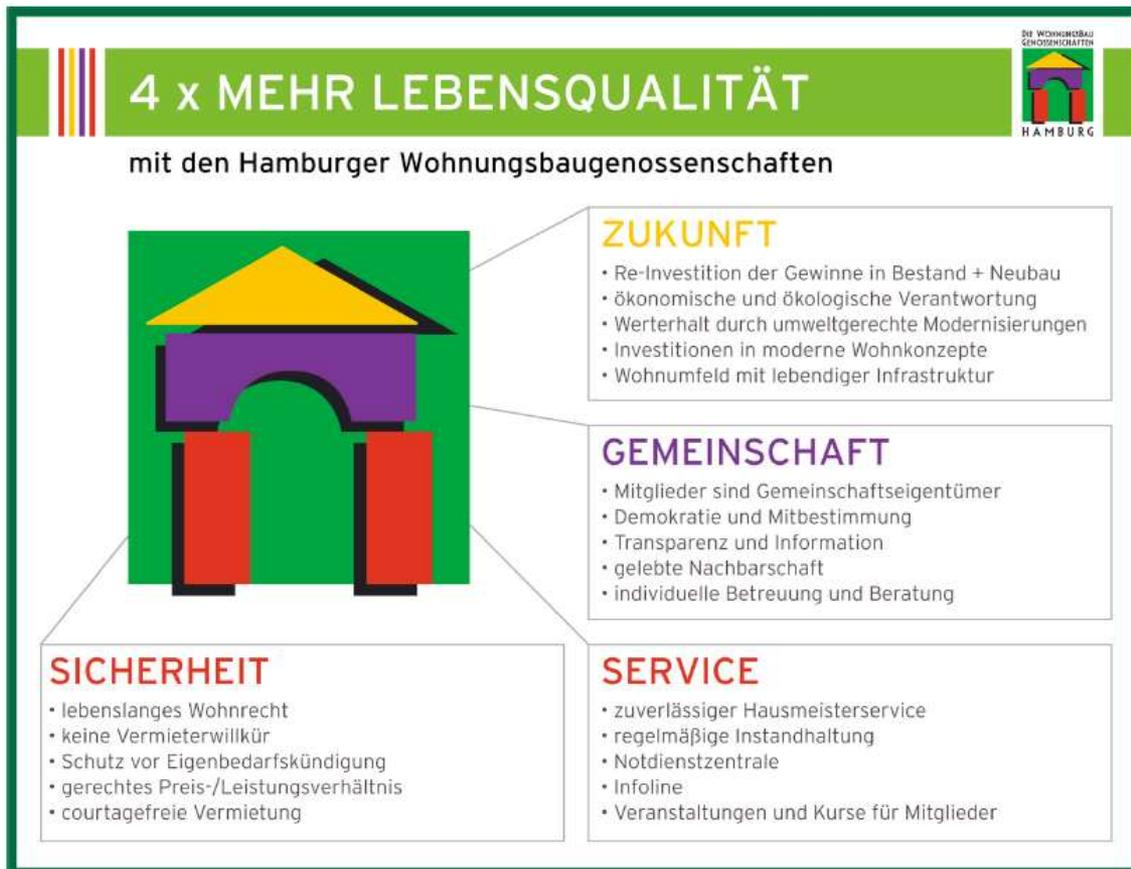 DIE WOHNUNGSBAU
GENOSSENSCHAFTEN
HAMBURG
4 x MEHR LEBENSQUALITÄT
mit den Hamburger Wohnungsbaugenossenschaften
ZUKUNFT
• Re-Investition der Gewinne in Bestand + Neubau
• ökonomische und ökologische Verantwortung
• Werterhalt durch umweltgerechte Modernisierungen
• Investitionen in moderne Wohnkonzepte
• Wohnumfeld mit lebendiger Infrastruktur
GEMEINSCHAFT
• Mitglieder sind Gemeinschaftseigentümer
• Demokratie und Mitbestimmung
• Transparenz und Information
• gelebte Nachbarschaft
• individuelle Betreuung und Beratung
SICHERHEIT
• lebenslanges Wohnrecht
• keine Vermieterwillkür
• Schutz vor Eigenbedarfskündigung
• gerechtes Preis-/Leistungsverhältnis
• courtagefreie Vermietung
SERVICE
• zuverlässiger Hausmeisterservice
• regelmäßige Instandhaltung
• Notdienstzentrale
• Infoline
• Veranstaltungen und Kurse für Mitglieder